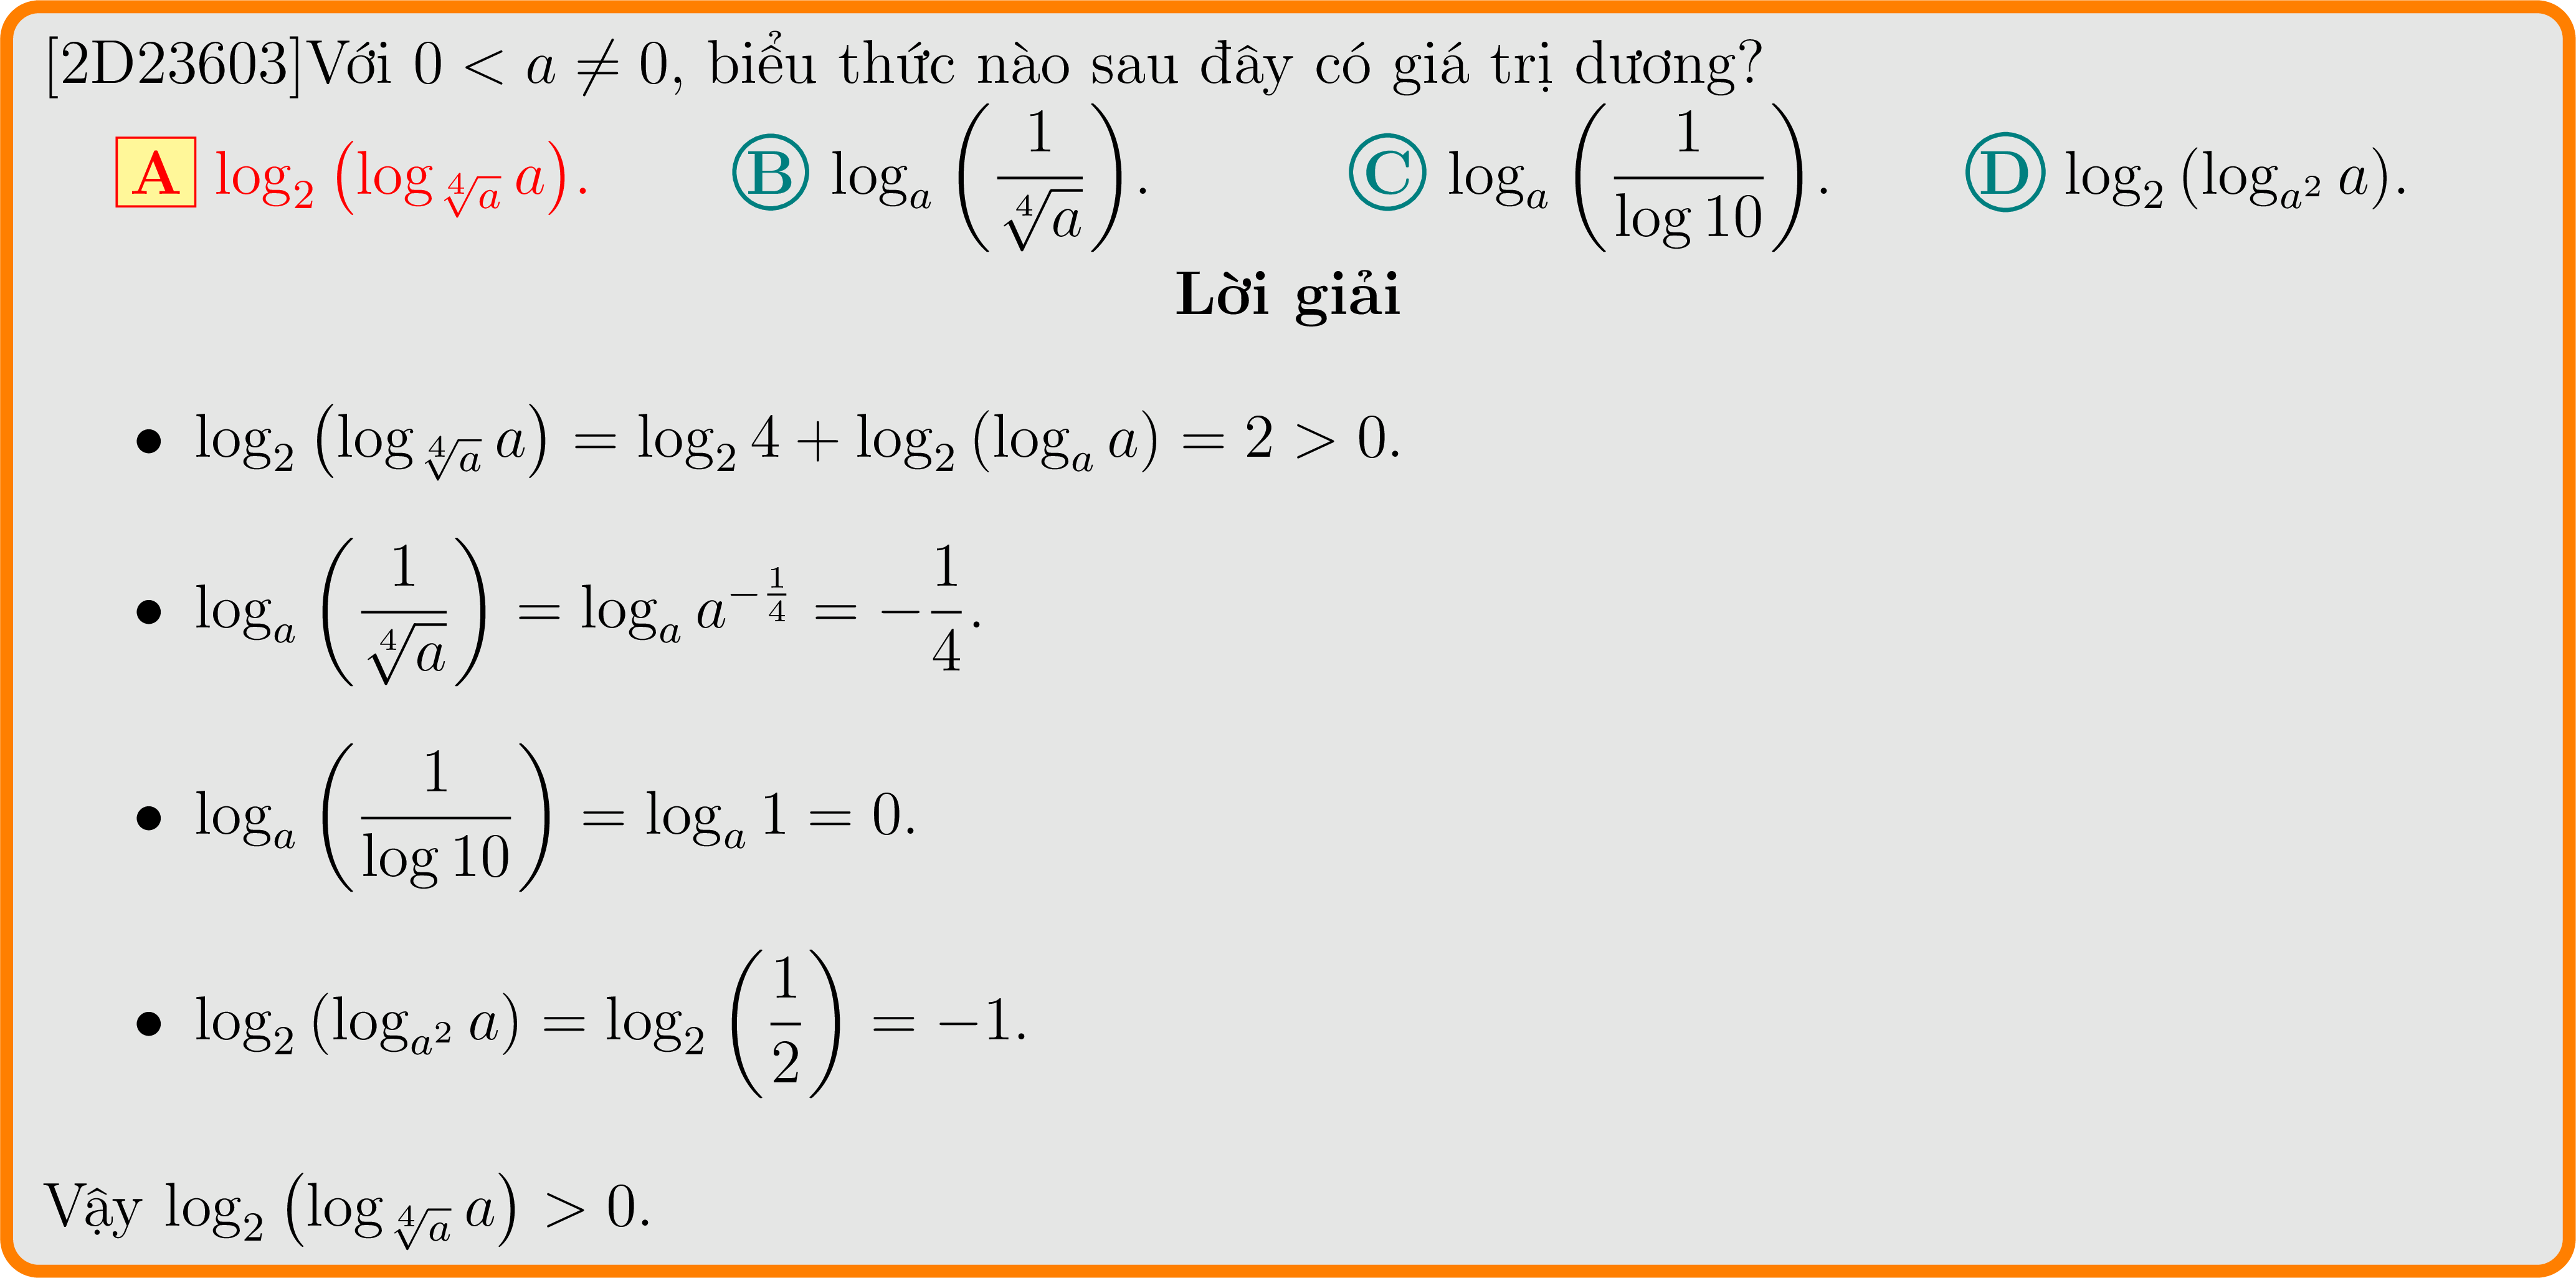 [2D23603]Với $0 < a \neq 0$, biểu thức nào sau đây có giá trị dương?
A $\log_2 \left(\log_{\sqrt[4]{a}} a\right)$. B $\log_a \left(\frac{1}{\sqrt[4]{a}}\right)$. C $\log_a \left(\frac{1}{\log 10}\right)$. D $\log_2 \left(\log_{a^2} a\right)$.
Lời giải
• $\log_2 \left(\log_{\sqrt[4]{a}} a\right) = \log_2 4 + \log_2 \left(\log_a a\right) = 2 > 0$.
• $\log_a \left(\frac{1}{\sqrt[4]{a}}\right) = \log_a a^{-\frac{1}{4}} = -\frac{1}{4}$.
• $\log_a \left(\frac{1}{\log 10}\right) = \log_a 1 = 0$.
• $\log_2 \left(\log_{a^2} a\right) = \log_2 \left(\frac{1}{2}\right) = -1$.
Vậy $\log_2 \left(\log_{\sqrt[4]{a}} a\right) > 0$.